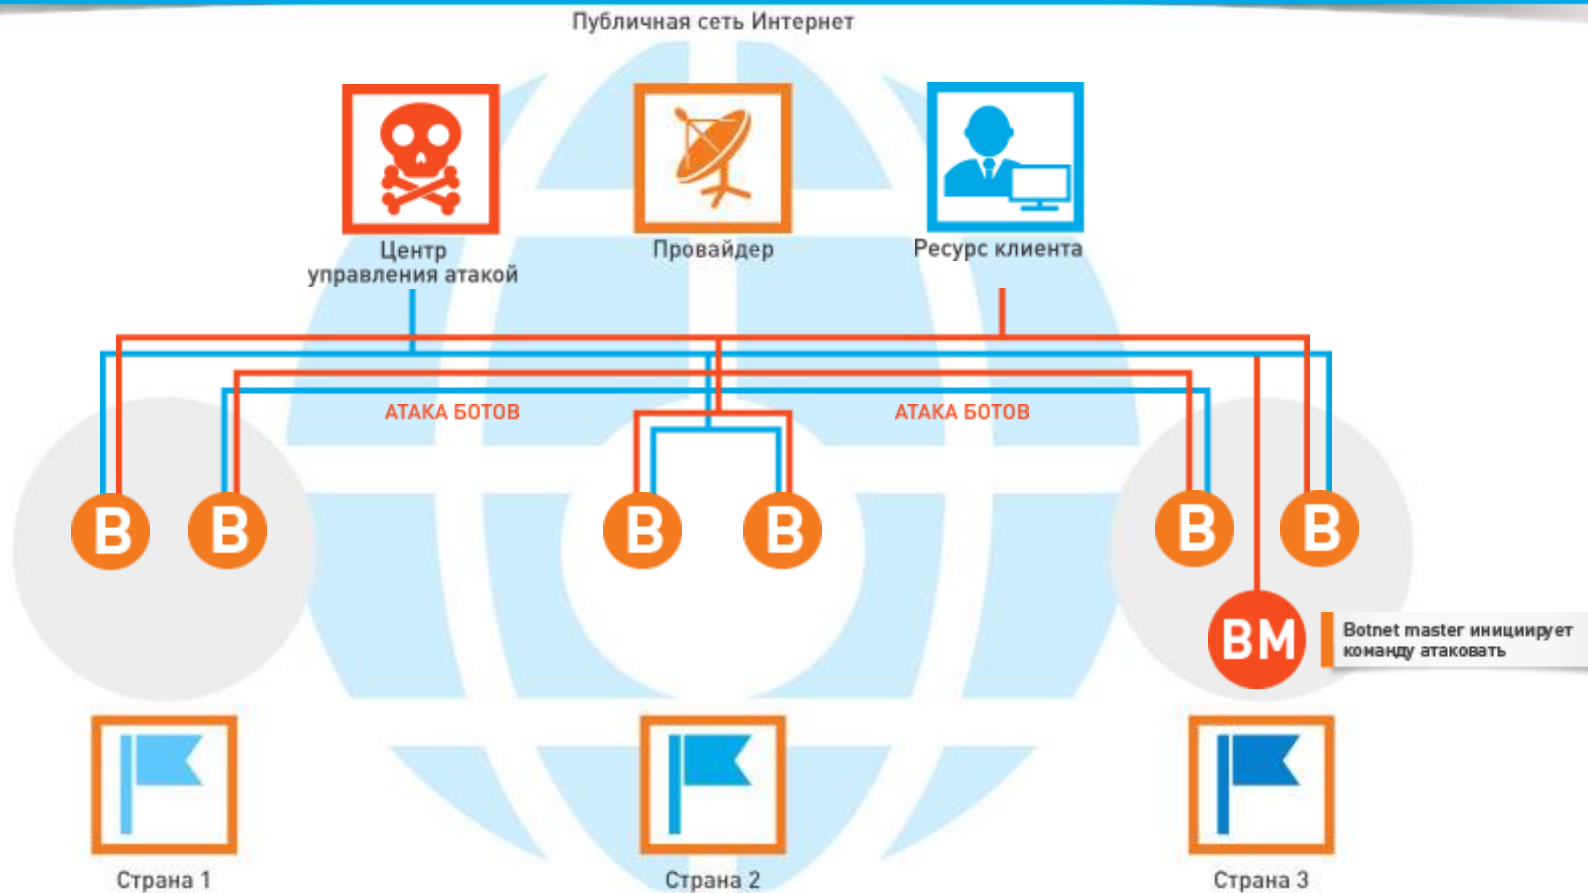 Публичная сеть Интернет
Центр
управления атакой
Провайдер
Ресурс клиента
АТАКА БОТОВ
АТАКА БОТОВ
B
B
B
B
B
B
BM
Botnet master инициирует
команду атаковать
Страна 1
Страна 2
Страна 3